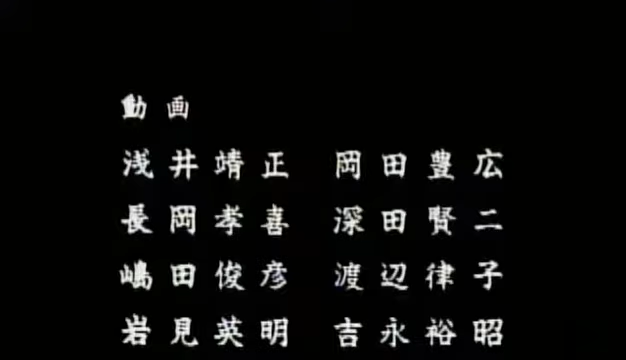 動画
浅井靖正 岡田豊広
長岡孝喜 深田賢二
嶋田俊彦 渡辺律子
岩見英明 吉永裕昭